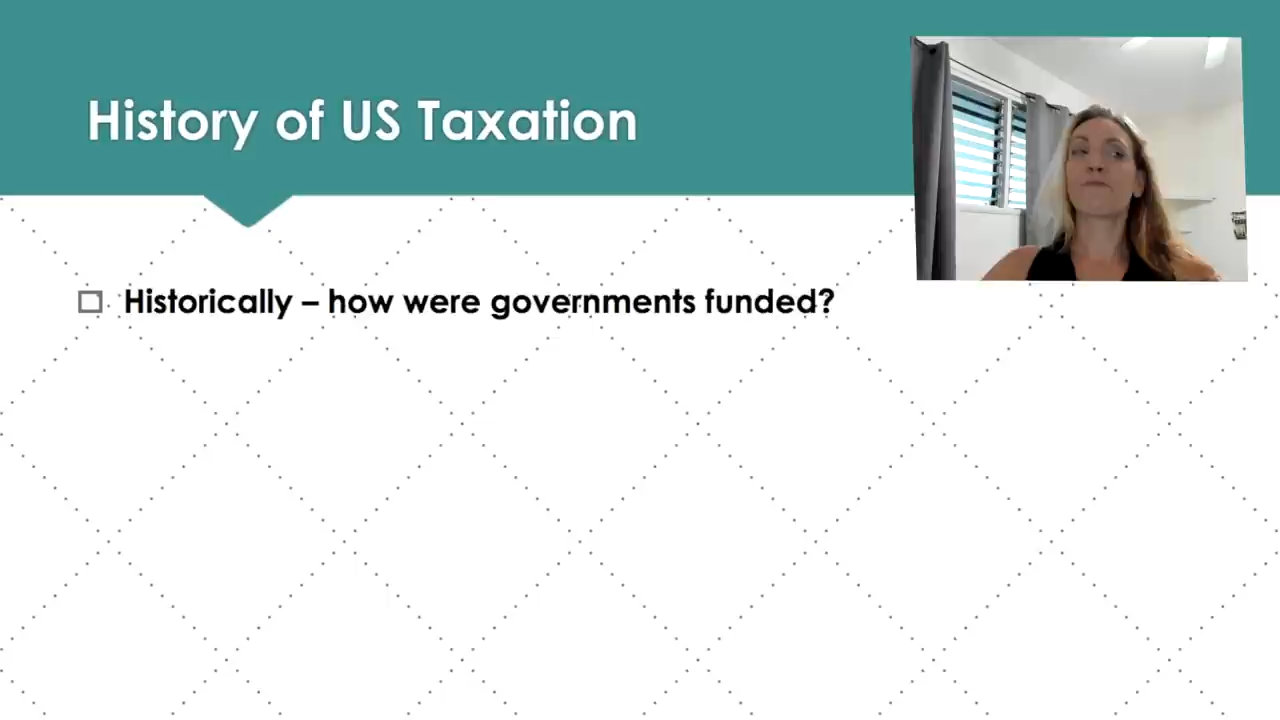 History of US Taxation
Historically – how were governments funded?